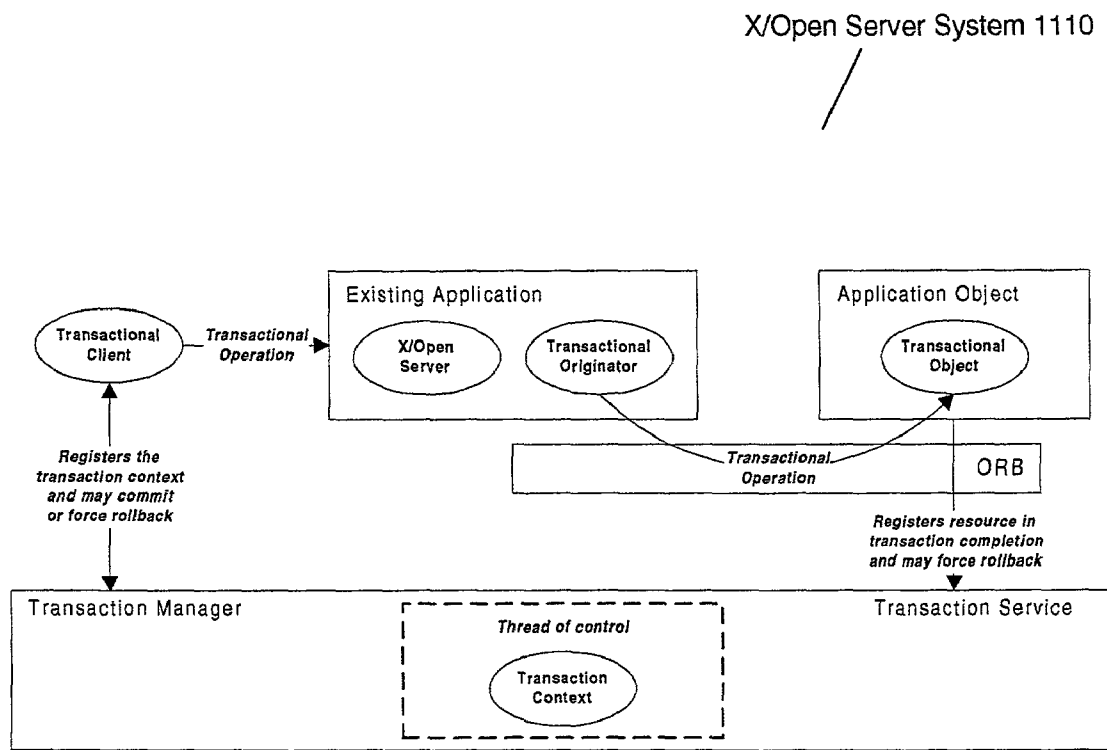 X/Open Server System 1110
Existing Application
Application Object
Transactional
Client
Transactional
Operation
X/Open
Server
Transactional
Originator
Transactional
Object
Registers the
transaction context
and may commit
or force rollback
Transactional
Operation
ORB
Registers resource in
transaction completion
and may force rollback
Transaction Manager
Transaction Service
Thread of control
Transaction
Context